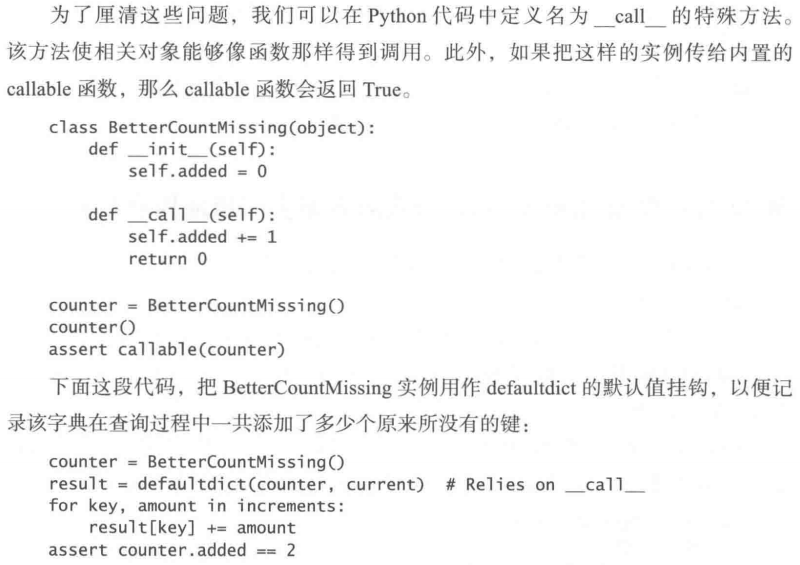 为了厘清这些问题，我们可以在 Python 代码中定义名为 __call__ 的特殊方法。
该方法使相关对象能够像函数那样得到调用。此外，如果把这样的实例传给内置的
callable 函数，那么 callable 函数会返回 True。
class BetterCountMissing(object):
    def __init__(self):
        self.added = 0
    def __call__(self):
        self.added += 1
        return 0
counter = BetterCountMissing()
counter()
assert callable(counter)
下面这段代码，把 BetterCountMissing 实例用作 defaultdict 的默认值挂钩，以便记
录该字典在查询过程中一共添加了多少个原来所没有的键：
counter = BetterCountMissing()
result = defaultdict(counter, current)  # Relies on __call__
for key, amount in increments:
    result[key] += amount
assert counter.added == 2